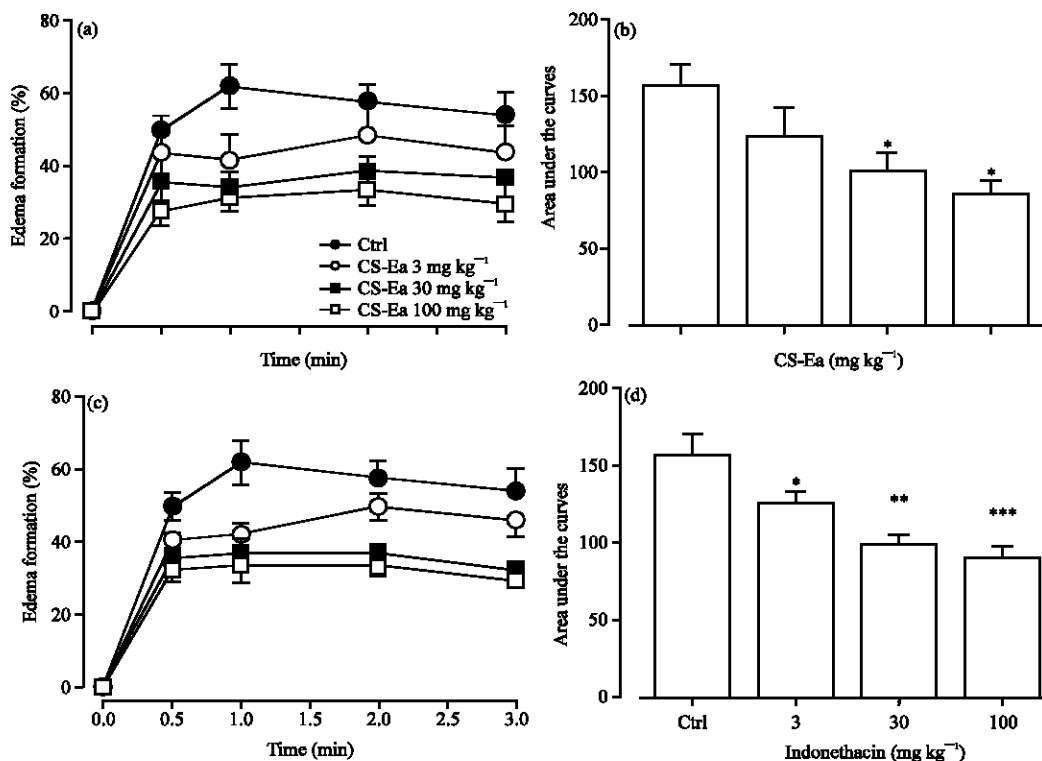 (a)
Edema formation (%)
80
60
40
20
0
Ctrl
CS-Ea 3 mg kg⁻¹
CS-Ea 30 mg kg⁻¹
CS-Ea 100 mg kg⁻¹
Time (min)
(b)
Area under the curves
200
150
100
50
0
*
*
CS-Ea (mg kg⁻¹)
(c)
Edema formation (%)
80
60
40
20
0
0.0 0.5 1.0 2.0 3.0
Time (min)
(d)
Area under the curves
200
150
100
50
0
*
**
***
Ctrl 3 30 100
Indonethacin (mg kg⁻¹)